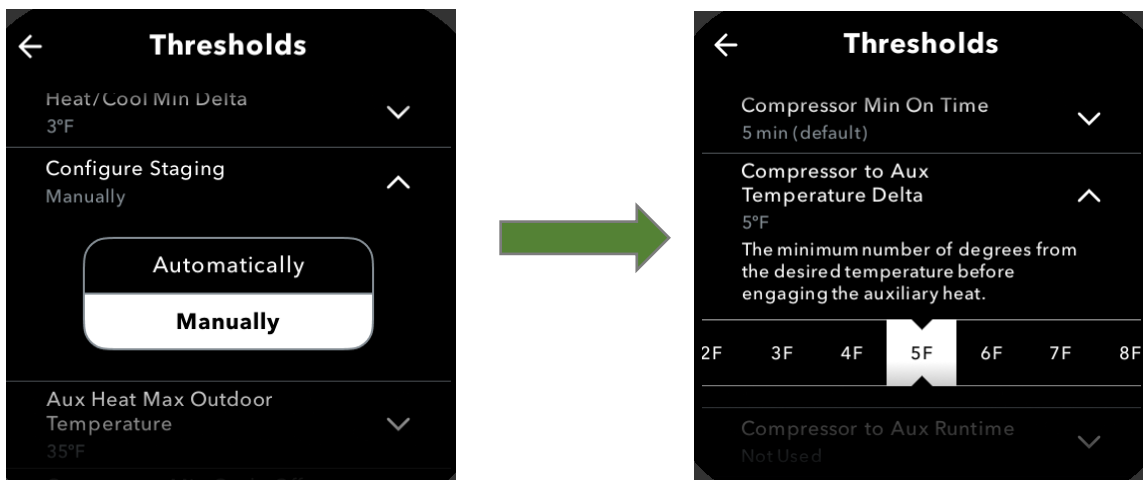 Thresholds
Heat/Cool Min Delta
3°F
Configure Staging
Manually
Automatically
Manually
Aux Heat Max Outdoor
Temperature
35°F
Thresholds
Compressor Min On Time
5 min (default)
Compressor to Aux
Temperature Delta
5°F
The minimum number of degrees from
the desired temperature before
engaging the auxiliary heat.
2F 3F 4F 5F 6F 7F 8F
Compressor to Aux Runtime
Not Used